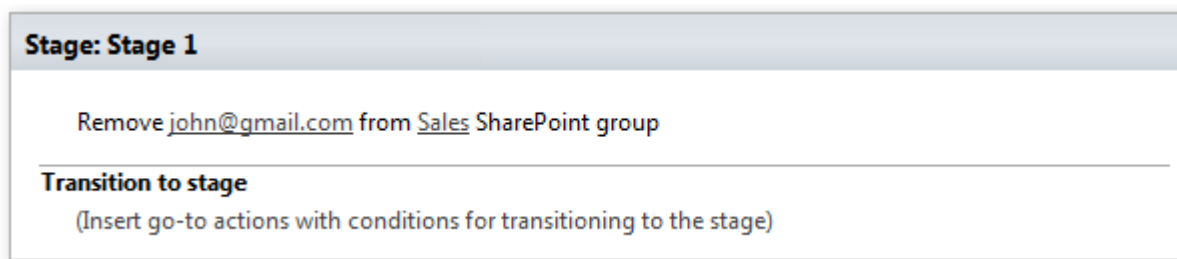 Stage: Stage 1
Remove john@gmail.com from Sales SharePoint group
Transition to stage
(Insert go-to actions with conditions for transitioning to the stage)